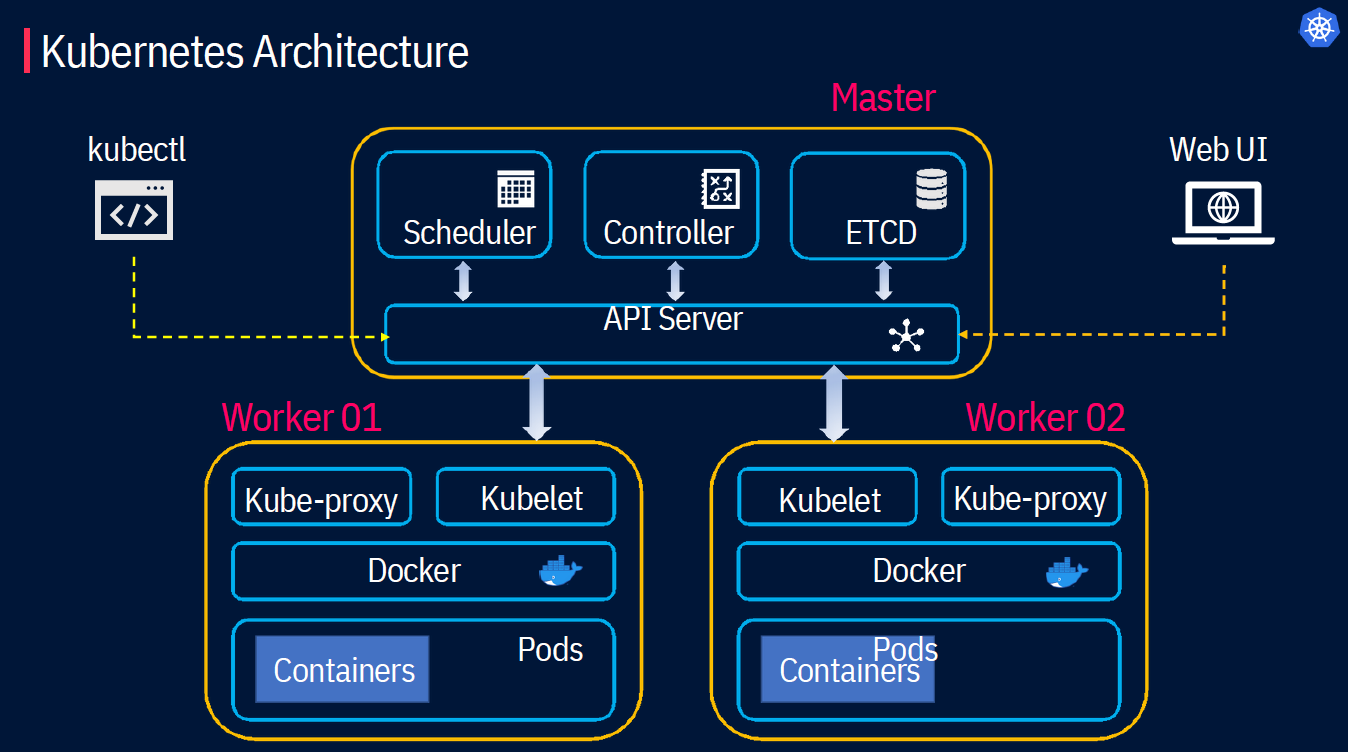 Kubernetes Architecture
Master
kubectl
Web UI
Scheduler
Controller
ETCD
API Server
Worker 01
Worker 02
Kube-proxy
Kubelet
Kubelet
Kube-proxy
Docker
Docker
Pods
Containers
Pods
Containers